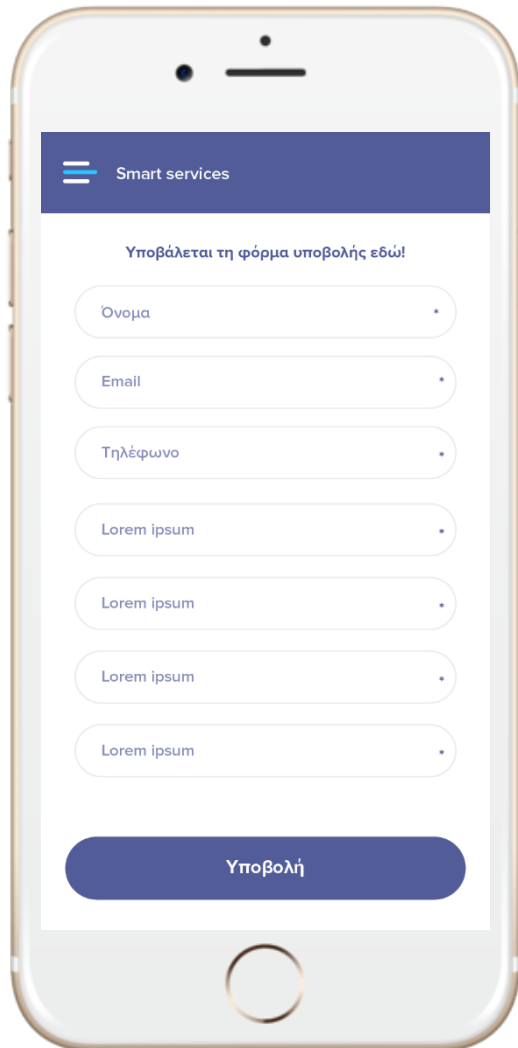 Smart services
Υποβάλεται τη φόρμα υποβολής εδώ!
Όνομα *
Email *
Τηλέφωνο *
Lorem ipsum *
Lorem ipsum *
Lorem ipsum *
Lorem ipsum *
Υποβολή